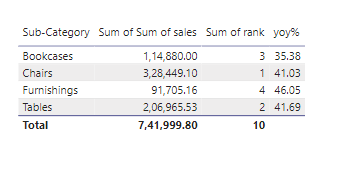 Sub-Category Sum of Sum of sales Sum of rank yoy%
Bookcases 1,14,880.00 3 35.38
Chairs 3,28,449.10 1 41.03
Furnishings 91,705.16 4 46.05
Tables 2,06,965.53 2 41.69
Total 7,41,999.80 10